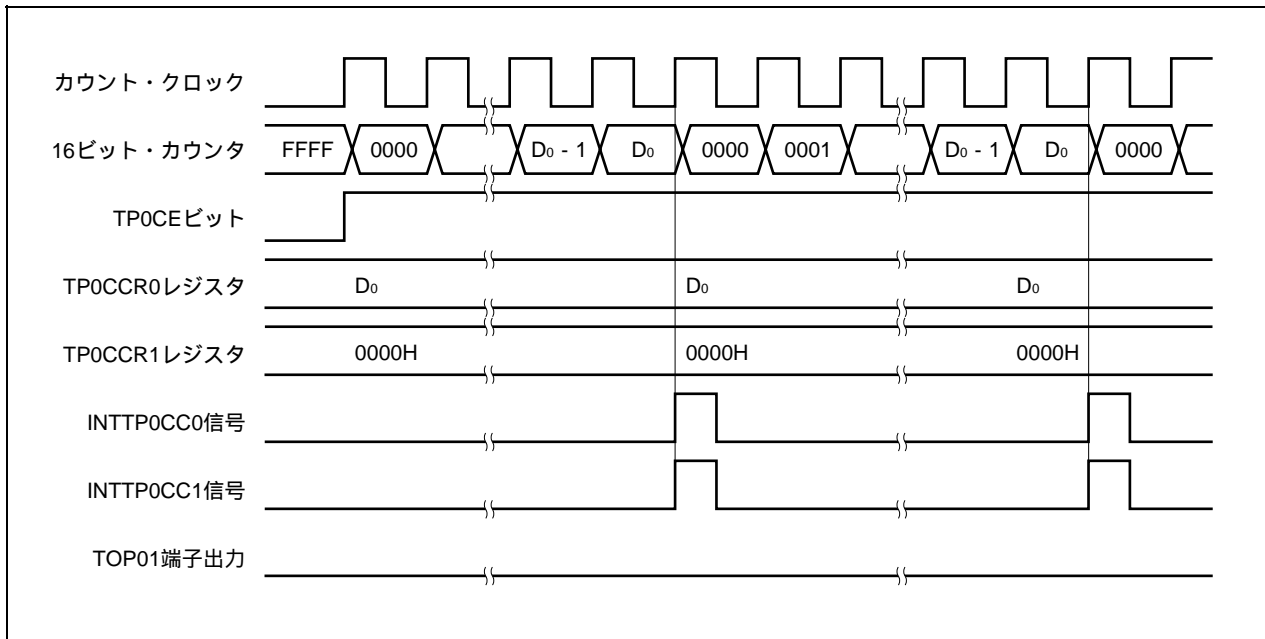 カウント・クロック
16ビット・カウンタ FFFF 0000 D₀ - 1 D₀ 0000 0001 D₀ - 1 D₀ 0000
TP0CEビット
TP0CCR0レジスタ D₀ D₀ D₀
TP0CCR1レジスタ 0000H 0000H 0000H
INTTP0CC0信号
INTTP0CC1信号
TOP01端子出力